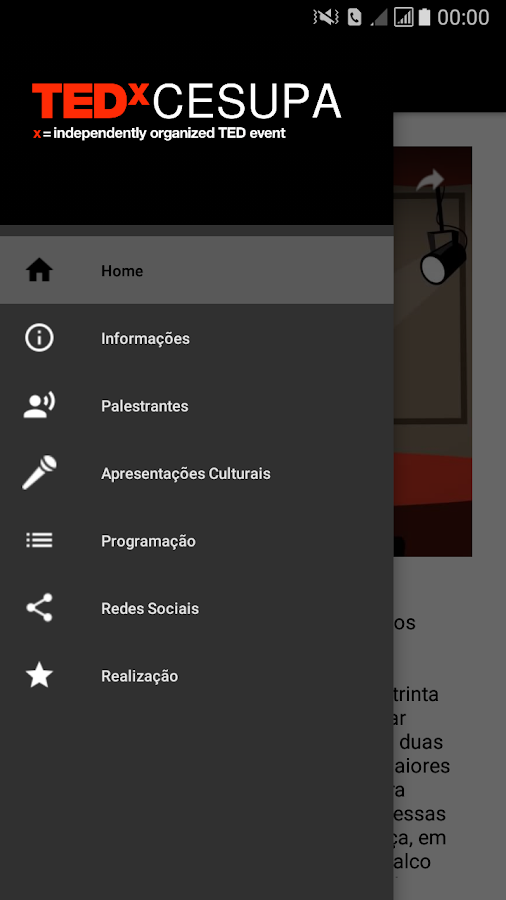 00:00
TEDxCESUPA
x=independently organized TED event
Home
Informações
Palestrantes
Apresentações Culturais
Programação
Redes Sociais
Realização
os
trinta
ar
duas
aiores
ra
essas
ça, em
alco